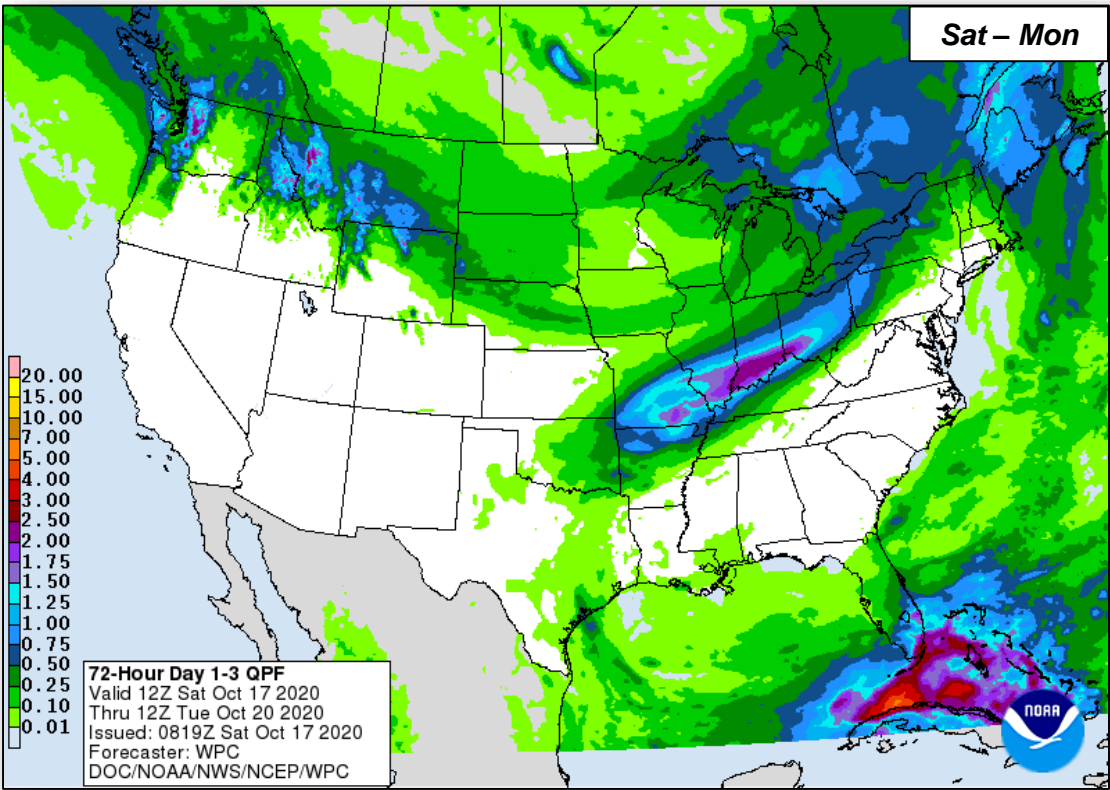 Sat – Mon
20.00
15.00
10.00
7.00
5.00
4.00
3.00
2.50
2.00
1.75
1.50
1.25
1.00
0.75
0.50
0.25
0.10
0.01
72-Hour Day 1-3 QPF
Valid 12Z Sat Oct 17 2020
Thru 12Z Tue Oct 20 2020
Issued: 0819Z Sat Oct 17 2020
Forecaster: WPC
DOC/NOAA/NWS/NCEP/WPC
NOAA